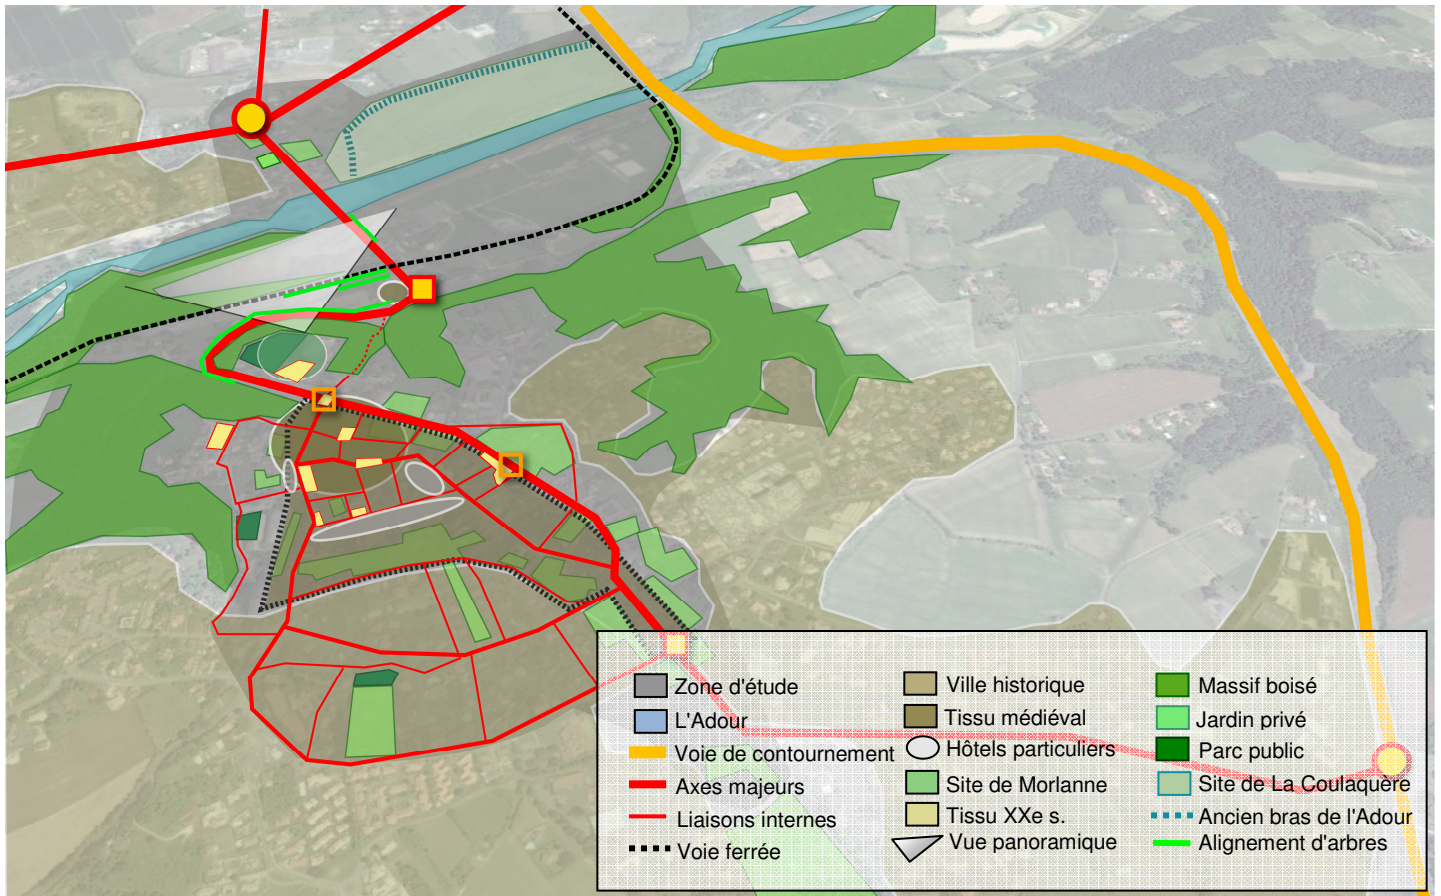 Zone d'étude
L'Adour
Voie de contournement
Axes majeurs
Liaisons internes
Voie ferrée
Ville historique
Tissu médiéval
Hôtels particuliers
Site de Morlanne
Tissu XXe s.
Vue panoramique
Massif boisé
Jardin privé
Parc public
Site de La Coulaquère
Ancien bras de l'Adour
Alignement d'arbres